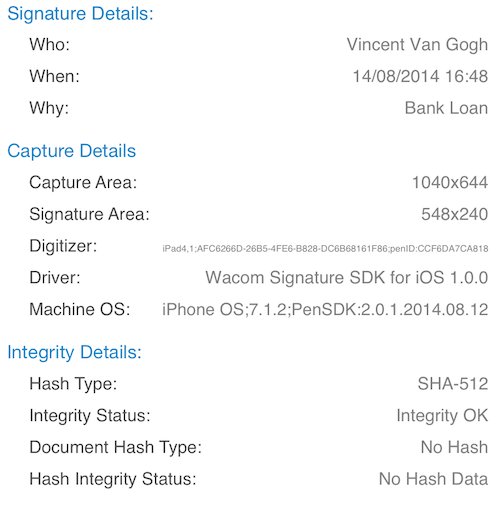 Signature Details:
Who: Vincent Van Gogh
When: 14/08/2014 16:48
Why: Bank Loan
Capture Details
Capture Area: 1040x644
Signature Area: 548x240
Digitizer: iPad4,1;AFC6266D-26B5-4FE6-B828-DC6B68161F86;penID:CCF6DA7CA818
Driver: Wacom Signature SDK for iOS 1.0.0
Machine OS: iPhone OS;7.1.2;PenSDK:2.0.1.2014.08.12
Integrity Details:
Hash Type: SHA-512
Integrity Status: Integrity OK
Document Hash Type: No Hash
Hash Integrity Status: No Hash Data